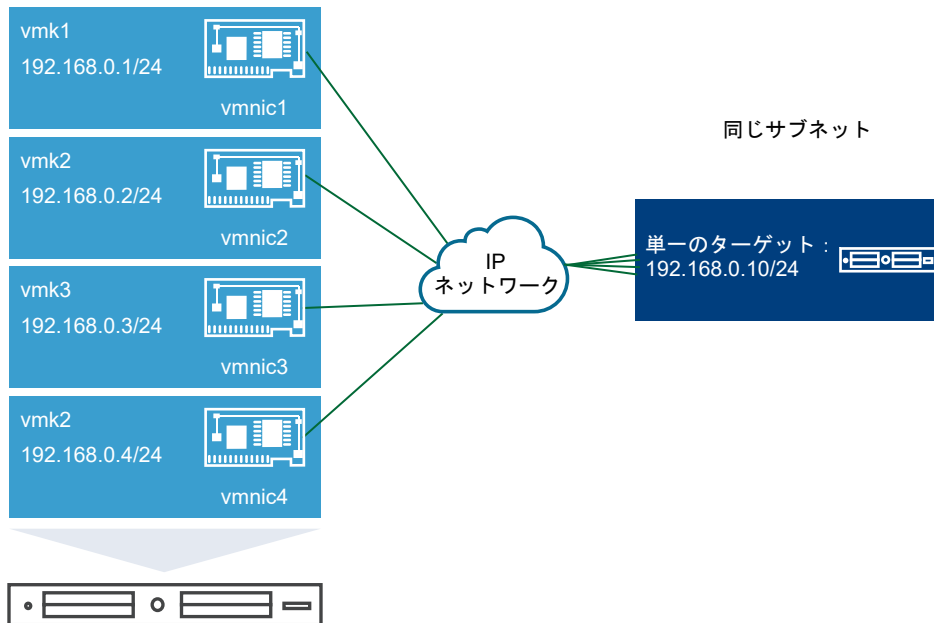 vmk1
192.168.0.1/24
vmnic1
vmk2
192.168.0.2/24
vmnic2
vmk3
192.168.0.3/24
vmnic3
vmk2
192.168.0.4/24
vmnic4
IP
ネットワーク
同じサブネット
単一のターゲット：
192.168.0.10/24